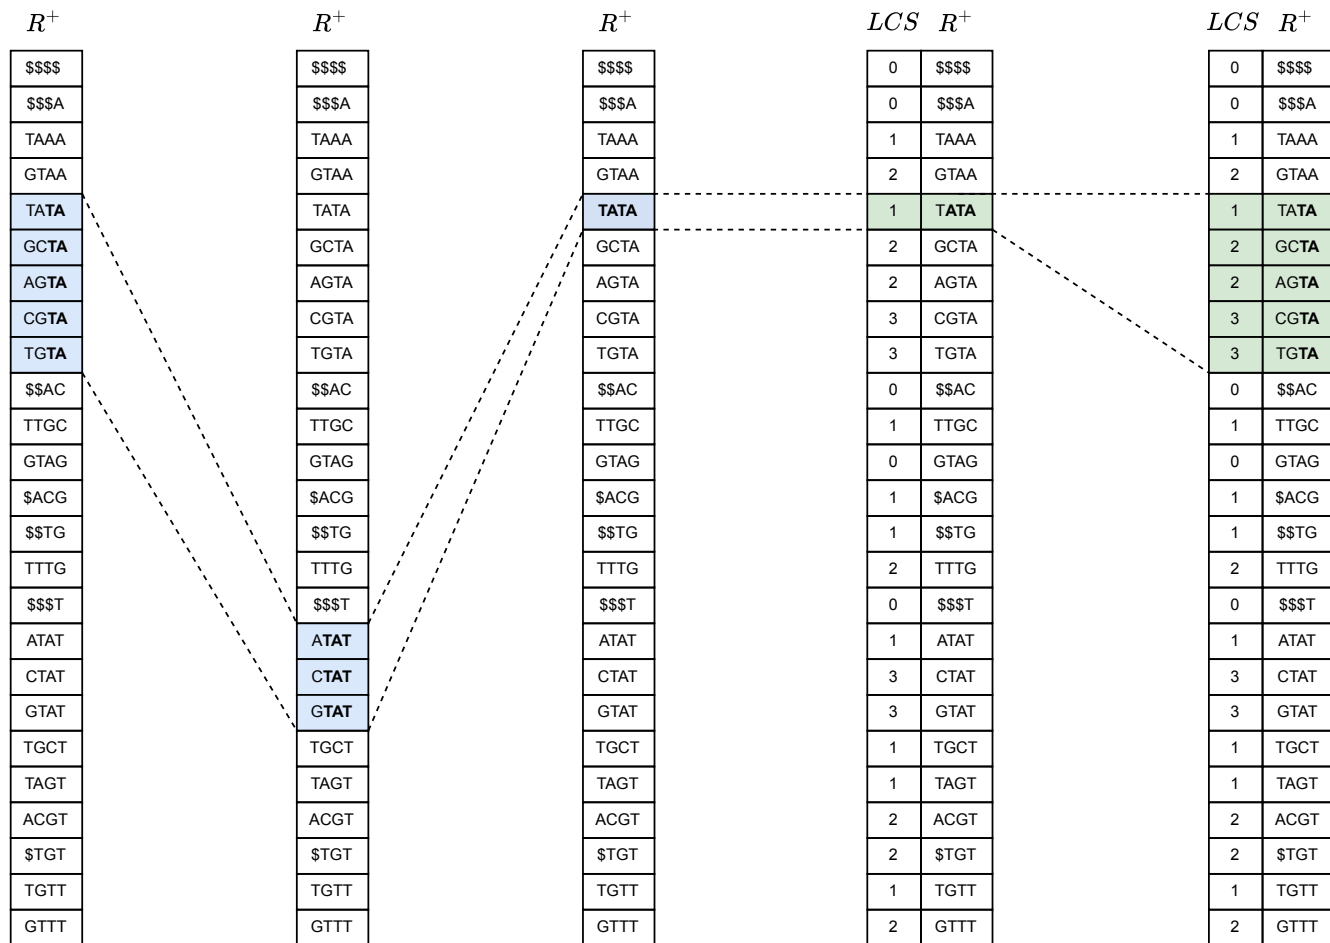 R+ R+ R+ LCS R+ LCS R+
$$$$ $$$$ $$$$ 0 $$$$ 0 $$$$
$$$A $$$A $$$A 0 $$$A 0 $$$A
TAAA TAAA TAAA 1 TAAA 1 TAAA
GTAA GTAA GTAA 2 GTAA 2 GTAA
TATA TATA TATA 1 TATA 1 TATA
GCTA GCTA GCTA 2 GCTA 2 GCTA
AGTA AGTA AGTA 2 AGTA 2 AGTA
CGTA CGTA CGTA 3 CGTA 3 CGTA
TGTA TGTA TGTA 3 TGTA 3 TGTA
$$AC $$AC $$AC 0 $$AC 0 $$AC
TTGC TTGC TTGC 1 TTGC 1 TTGC
GTAG GTAG GTAG 0 GTAG 0 GTAG
$ACG $ACG $ACG 1 $ACG 1 $ACG
$$TG $$TG $$TG 1 $$TG 1 $$TG
TTTG TTTG TTTG 2 TTTG 2 TTTG
$$$T $$$T $$$T 0 $$$T 0 $$$T
ATAT ATAT ATAT 1 ATAT 1 ATAT
CTAT CTAT CTAT 3 CTAT 3 CTAT
GTAT GTAT GTAT 3 GTAT 3 GTAT
TGCT TGCT TGCT 1 TGCT 1 TGCT
TAGT TAGT TAGT 1 TAGT 1 TAGT
ACGT ACGT ACGT 2 ACGT 2 ACGT
$TGT $TGT $TGT 2 $TGT 2 $TGT
TGTT TGTT TGTT 1 TGTT 1 TGTT
GTTT GTTT GTTT 2 GTTT 2 GTTT